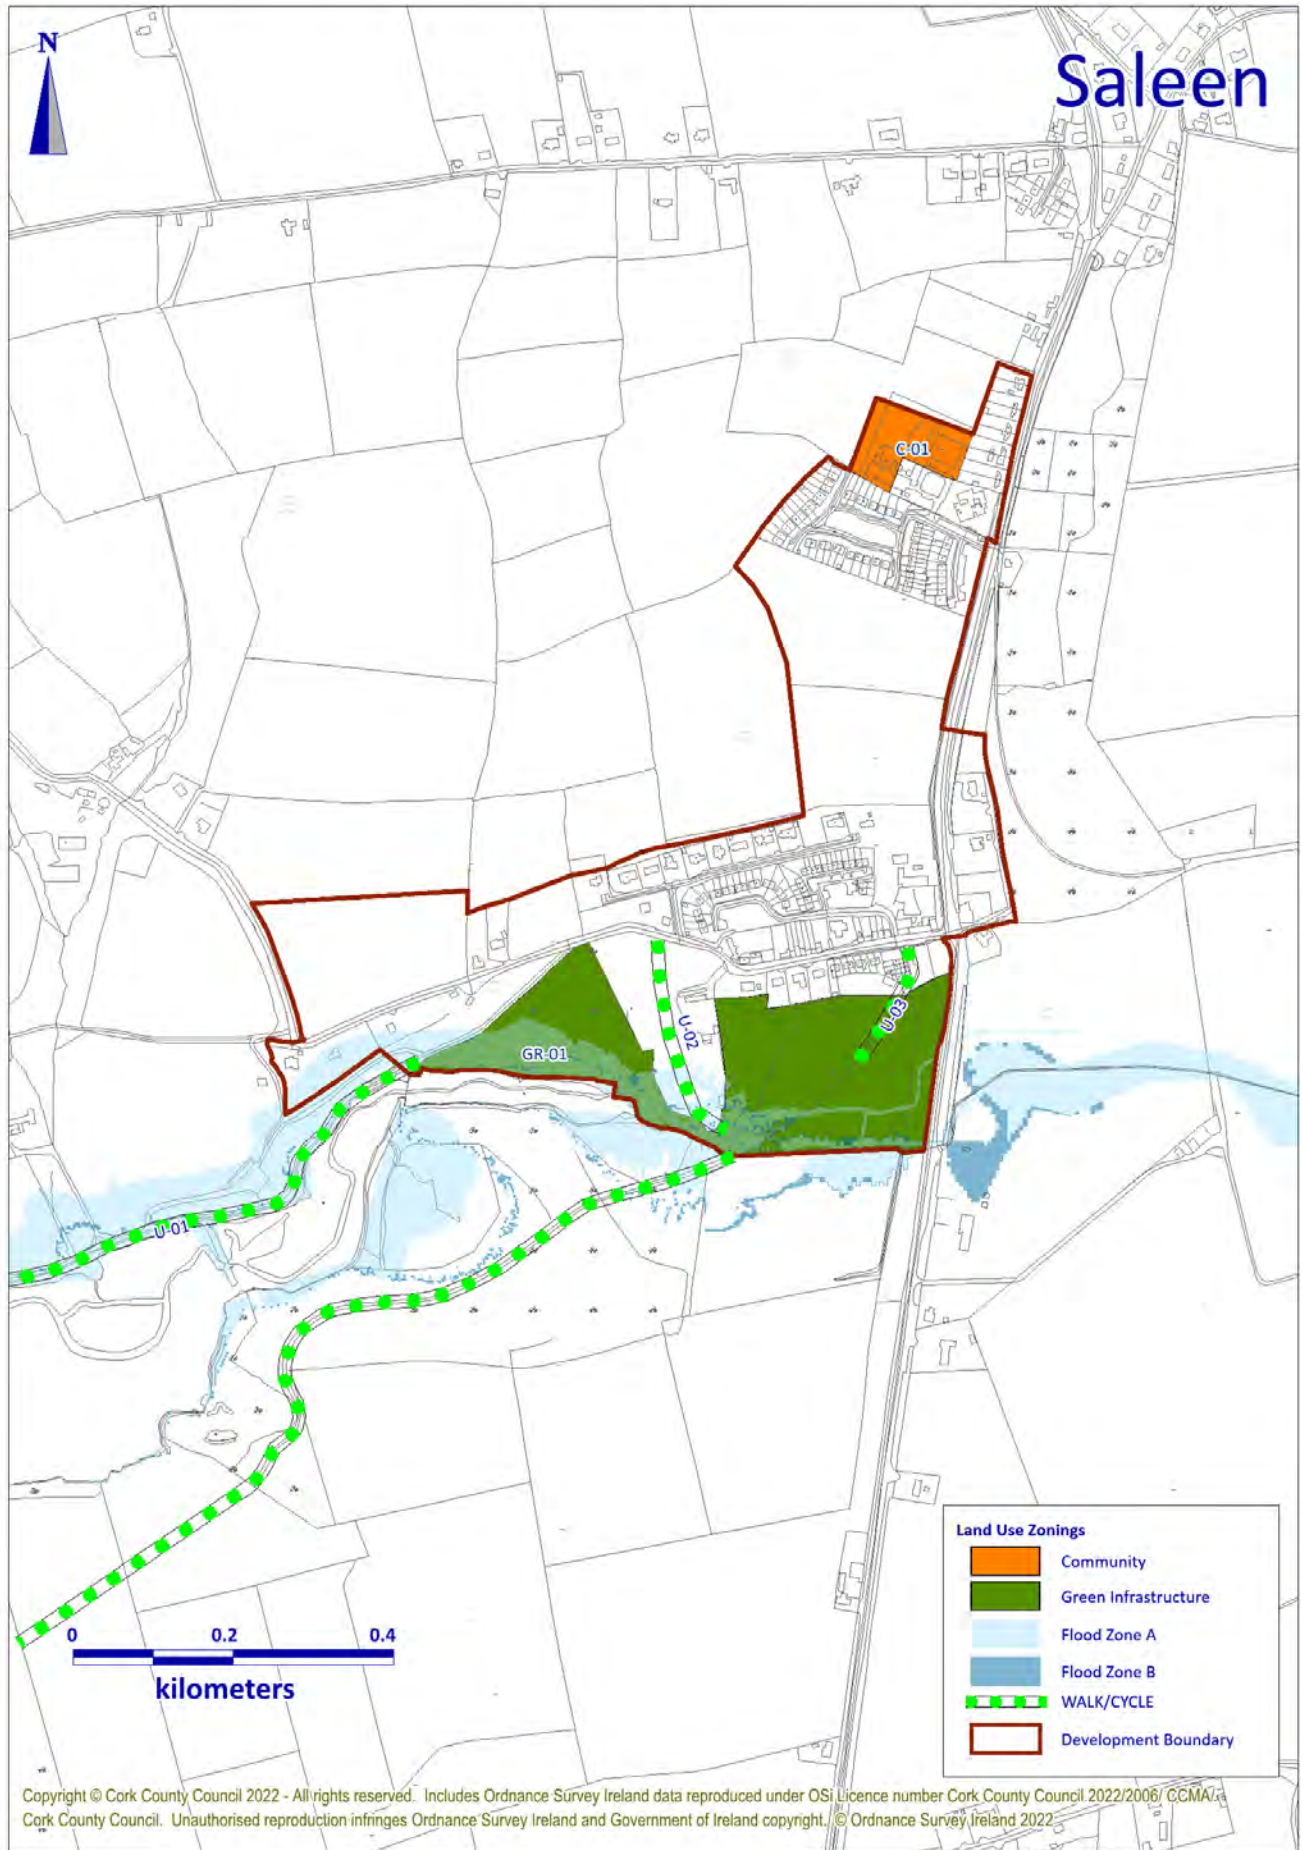 N
Saleen
C-01
U-03
U-02
GR-01
U-01
Land Use Zonings
Community
Green Infrastructure
Flood Zone A
Flood Zone B
WALK/CYCLE
Development Boundary
0 0.2 0.4
kilometers
Copyright © Cork County Council 2022 - All rights reserved. Includes Ordnance Survey Ireland data reproduced under OSi Licence number Cork County Council 2022/2006/ CCMA/
Cork County Council. Unauthorised reproduction infringes Ordnance Survey Ireland and Government of Ireland copyright. © Ordnance Survey Ireland 2022